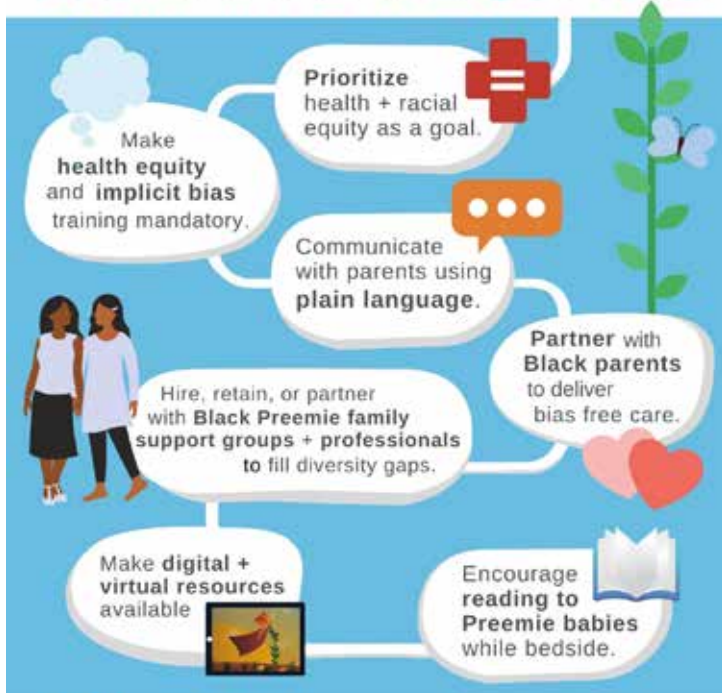 Prioritize
health + racial
equity as a goal.
Make
health equity
and implicit bias
training mandatory.
Communicate
with parents using
plain language.
Partner with
Black parents
to deliver
bias free care.
Hire, retain, or partner
with Black Preemie family
support groups + professionals
to fill diversity gaps.
Make digital +
virtual resources
available
Encourage
reading to
Preemie babies
while bedside.